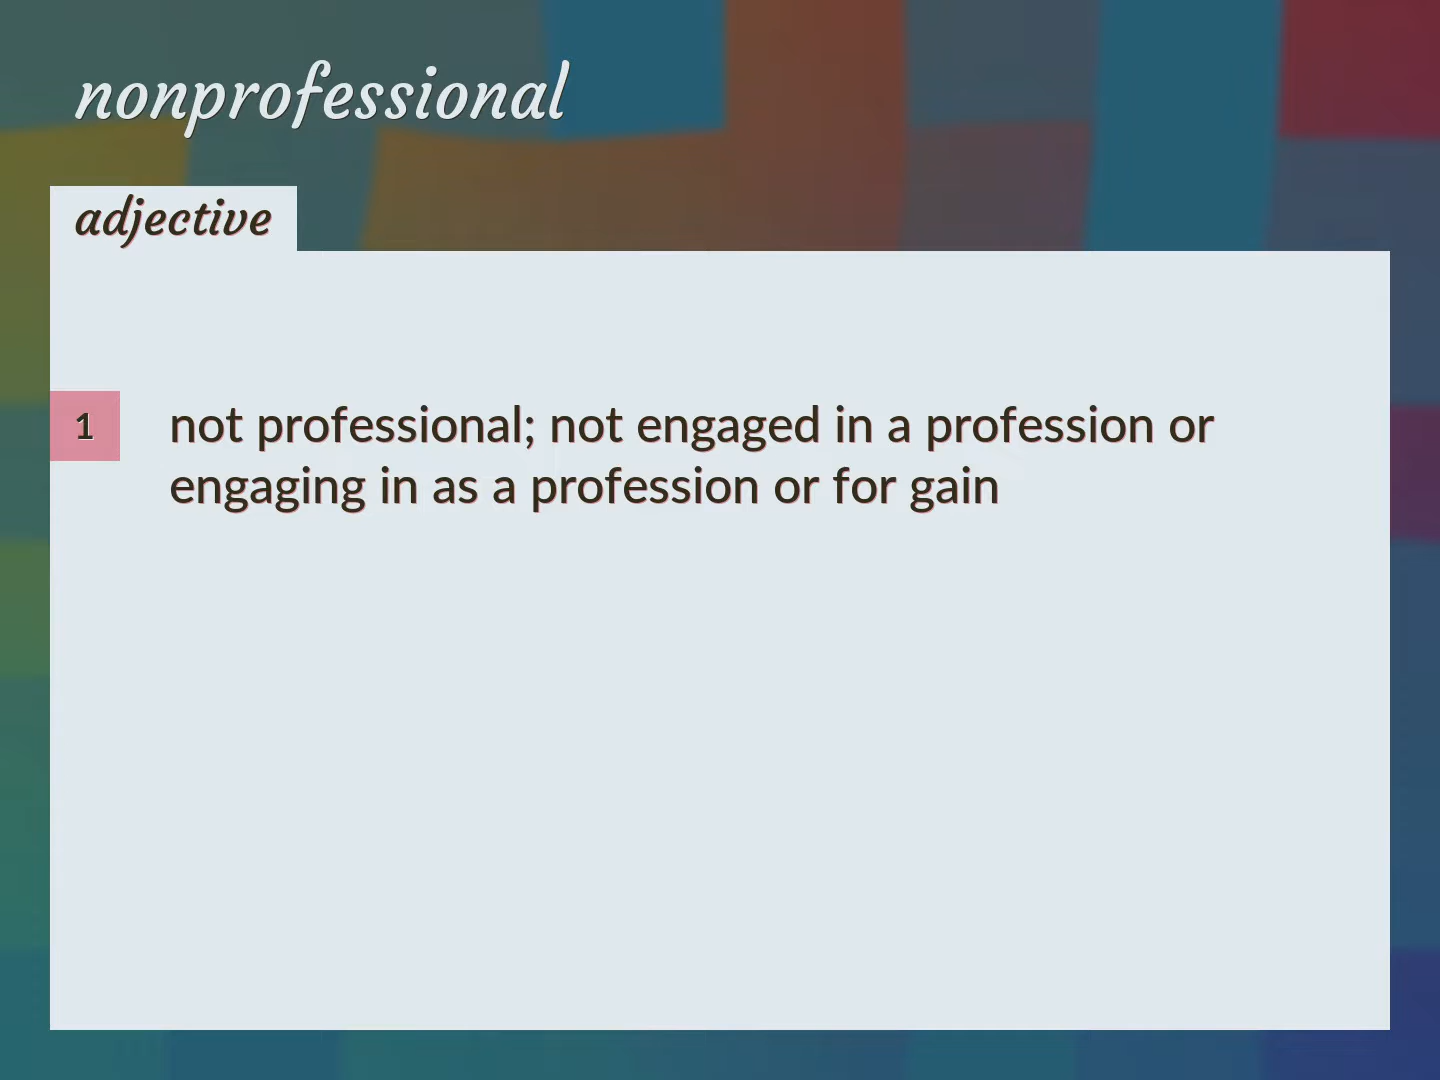 nonprofessional
adjective
1
not professional; not engaged in a profession or
engaging in as a profession or for gain